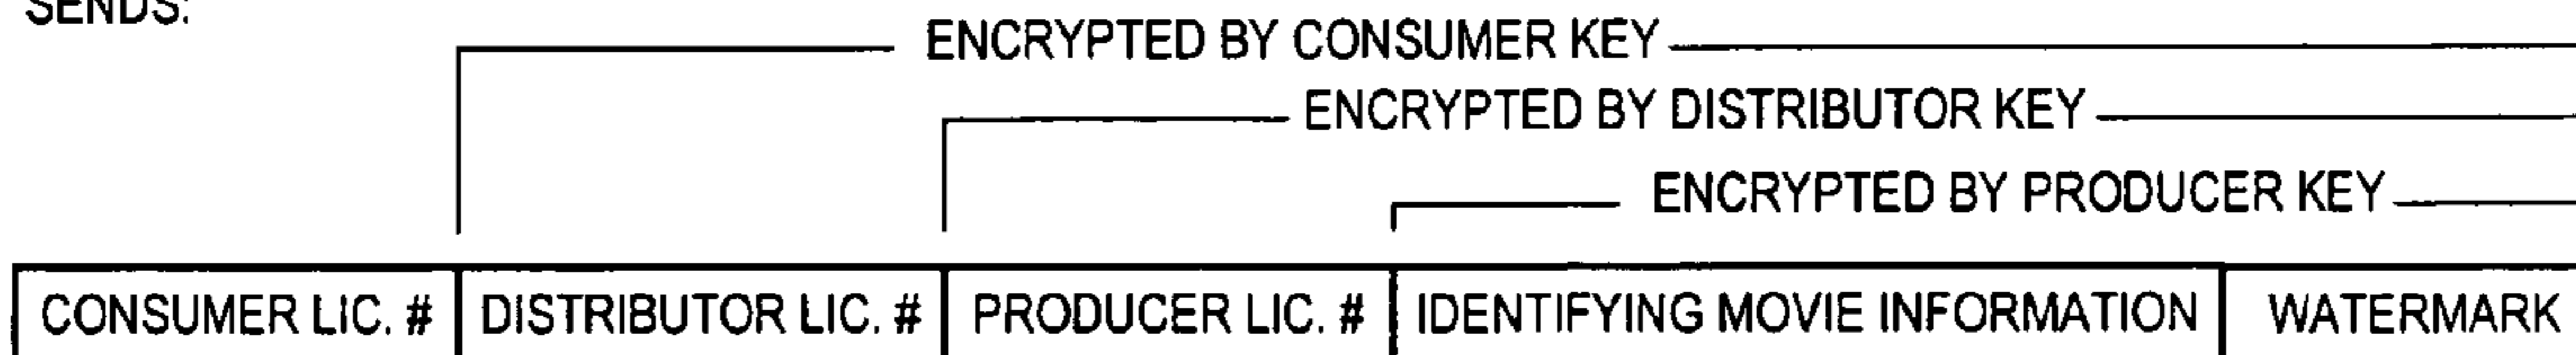 SENDS:
ENCRYPTED BY CONSUMER KEY
ENCRYPTED BY DISTRIBUTOR KEY
ENCRYPTED BY PRODUCER KEY
CONSUMER LIC. # DISTRIBUTOR LIC. # PRODUCER LIC. # IDENTIFYING MOVIE INFORMATION WATERMARK